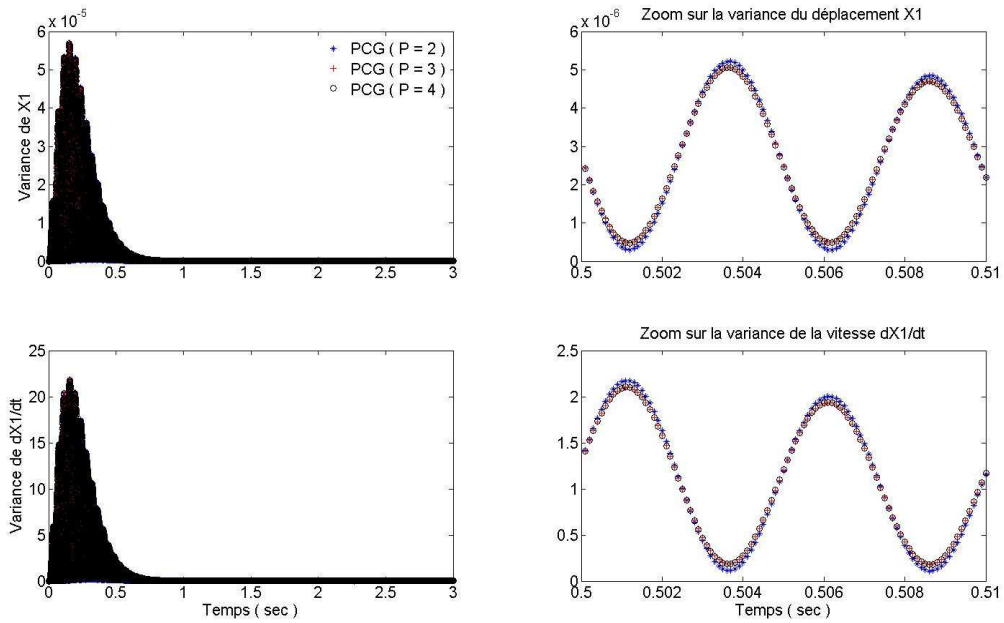 x 10-5
6
5
4
3
2
1
0
Variance de X1
PCG ( P = 2 )
PCG ( P = 3 )
PCG ( P = 4 )
0 0.5 1 1.5 2 2.5 3
Zoom sur la variance du déplacement X1
x 10-6
6
5
4
3
2
1
0
0.5 0.502 0.504 0.506 0.508 0.51
25
20
15
10
5
0
Variance de dX1/dt
0 0.5 1 1.5 2 2.5 3
Temps ( sec )
Zoom sur la variance de la vitesse dX1/dt
2.5
2
1.5
1
0.5
0
0.5 0.502 0.504 0.506 0.508 0.51
Temps ( sec )